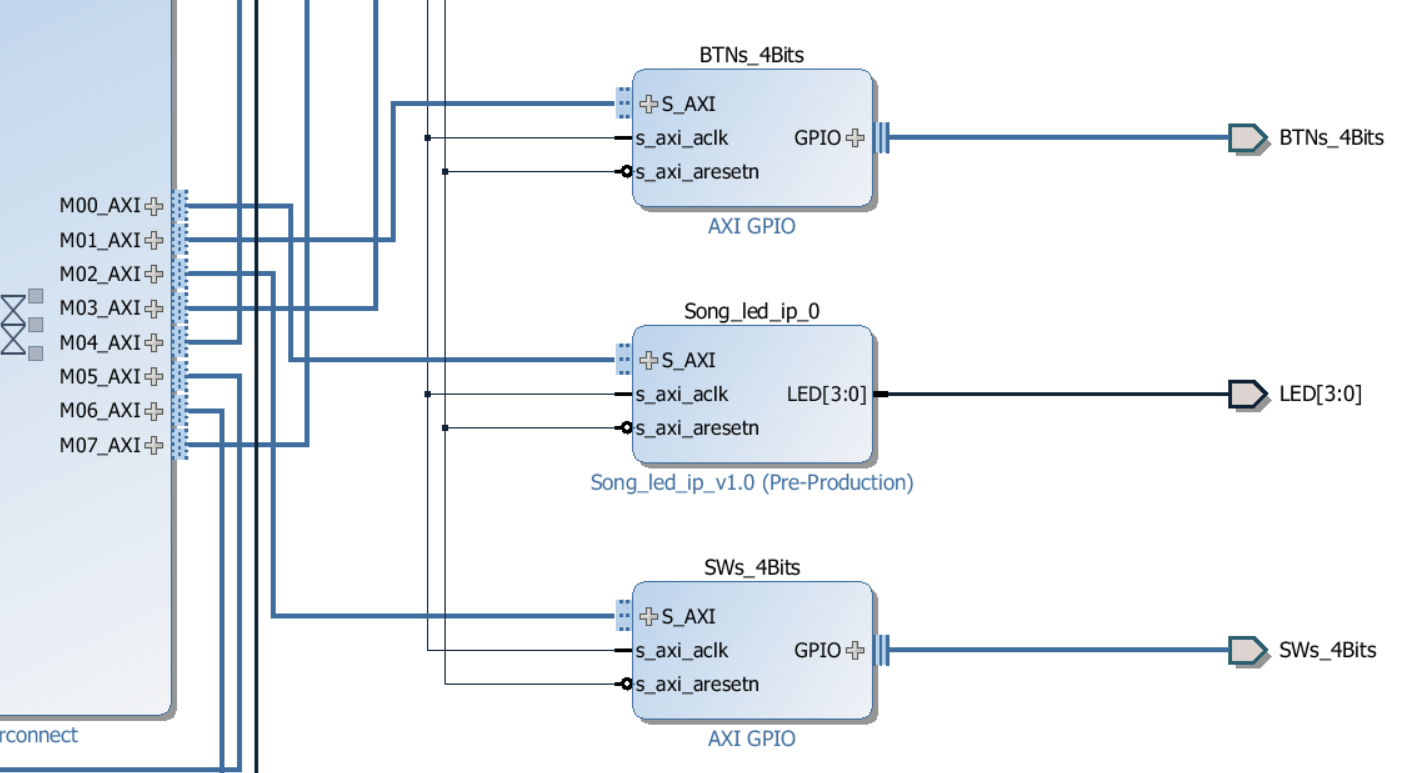 M00_AXI
M01_AXI
M02_AXI
M03_AXI
M04_AXI
M05_AXI
M06_AXI
M07_AXI
rconnect
BTNs_4Bits
S_AXI
s_axi_aclk
GPIO
s_axi_aresetn
AXI GPIO
BTNs_4Bits
Song_led_ip_0
S_AXI
s_axi_aclk
LED[3:0]
s_axi_aresetn
Song_led_ip_v1.0 (Pre-Production)
LED[3:0]
SWs_4Bits
S_AXI
s_axi_aclk
GPIO
s_axi_aresetn
AXI GPIO
SWs_4Bits